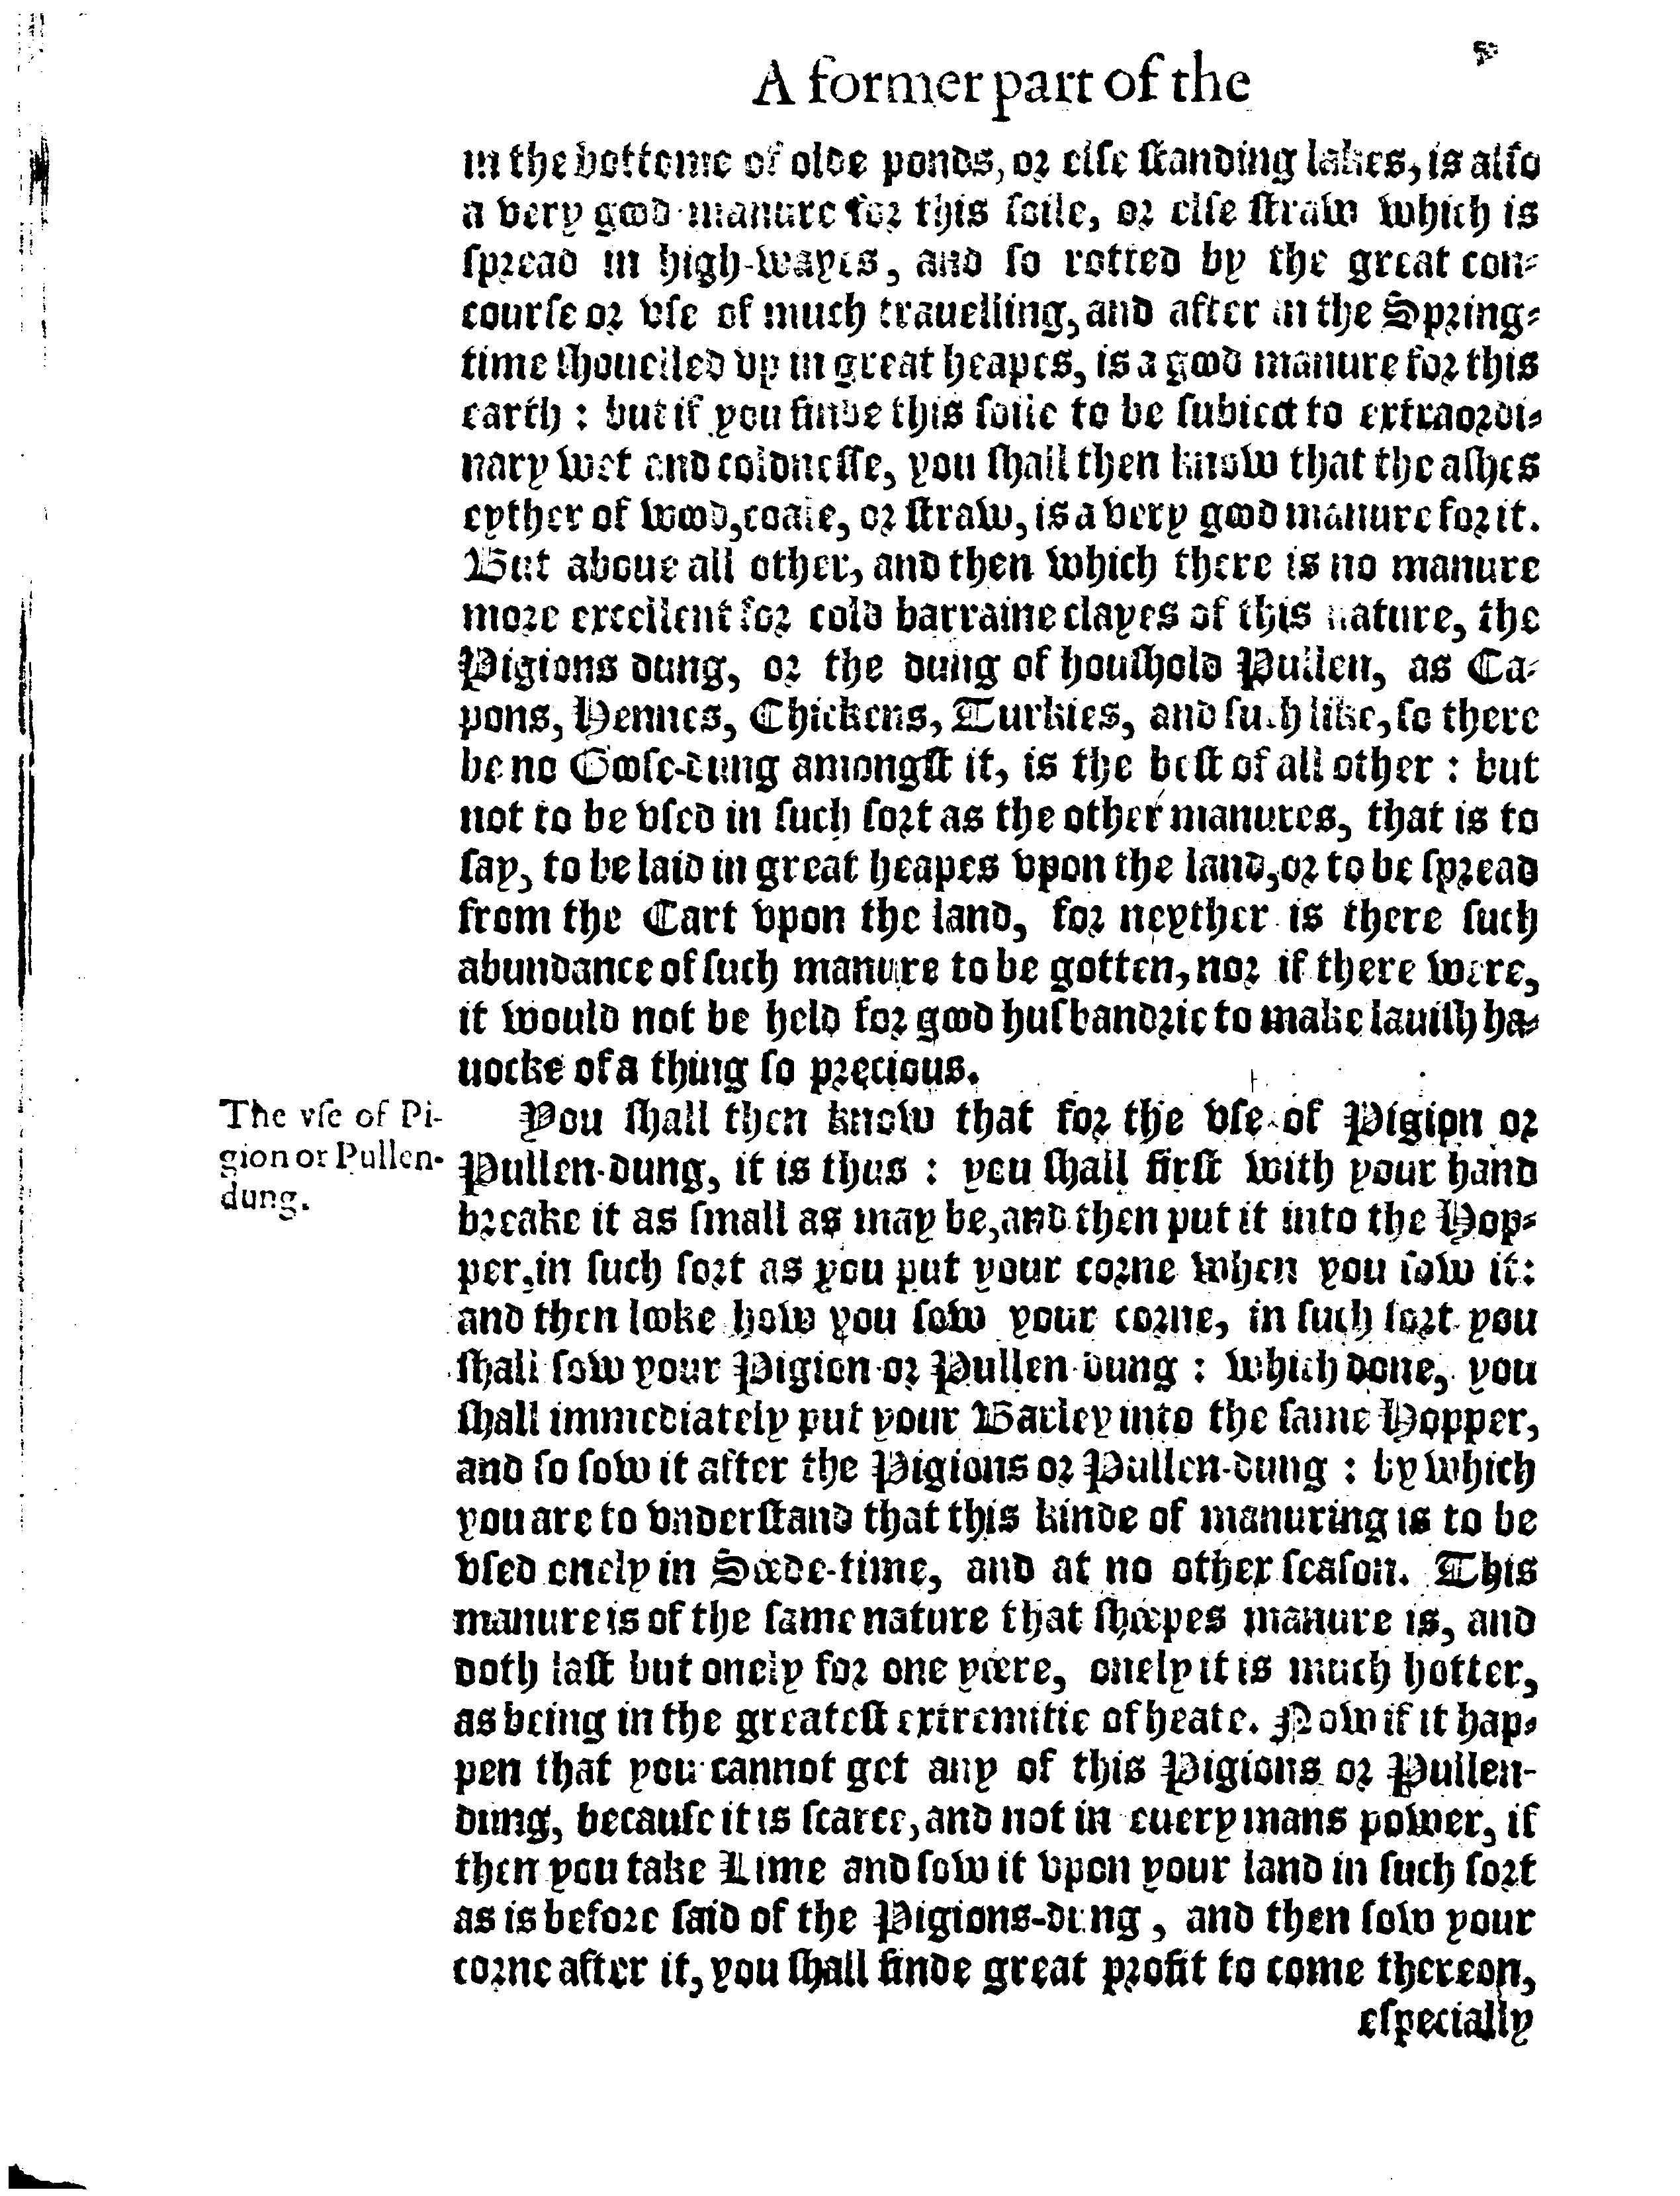 A former part of the
in the bottome of olde ponds, or else standing lakes, is also
a very good manure for this soile, or else straw which is
spread in high-wayes, and so rotted by the great con-
course or vse of much trauelling, and after in the Spring-
time shouelled vp in great heapes, is a good manure for this
earth : but if you finde this soile to be subiect to extraordi-
nary wet and coldnesse, you shall then know that the ashes
eyther of wood, coale, or straw, is a very good manure for it.
But aboue all other, and then which there is no manure
more excellent for cold barraine clayes of this nature, the
Pigions dung, or the dung of houshold Pullen, as Ca-
pons, Hennes, Chickens, Turkies, and such like, so there
be no Goose-dung amongst it, is the best of all other : but
not to be vsed in such sort as the other manures, that is to
say, to be laid in great heapes vpon the land, or to be spread
from the Cart vpon the land, for neyther is there such
abundance of such manure to be gotten, nor if there were,
it would not be held for good husbandrie to make lauish ha-
uocke of a thing so precious.
The vse of Pi-
gion or Pullen-
dung.
You shall then know that for the vse of Pigion or
Pullen-dung, it is thus : you shall first with your hand
breake it as small as may be, and then put it into the Hop-
per, in such sort as you put your corne when you sow it:
and then looke how you sow your corne, in such sort you
shall sow your Pigion or Pullen dung : which done, you
shall immediately put your Barley into the same Hopper,
and so sow it after the Pigions or Pullen-dung : by which
you are to vnderstand that this kinde of manuring is to be
vsed onely in Seede-time, and at no other season. This
manure is of the same nature that sheepes manure is, and
doth last but onely for one yeere, onely it is much hotter,
as being in the greatest extremitie of heate. Now if it hap-
pen that you cannot get any of this Pigions or Pullen-
dung, because it is scarce, and not in euery mans power, if
then you take Lime and sow it vpon your land in such sort
as is before said of the Pigions-dung , and then sow your
corne after it, you shall finde great profit to come thereon,
especially